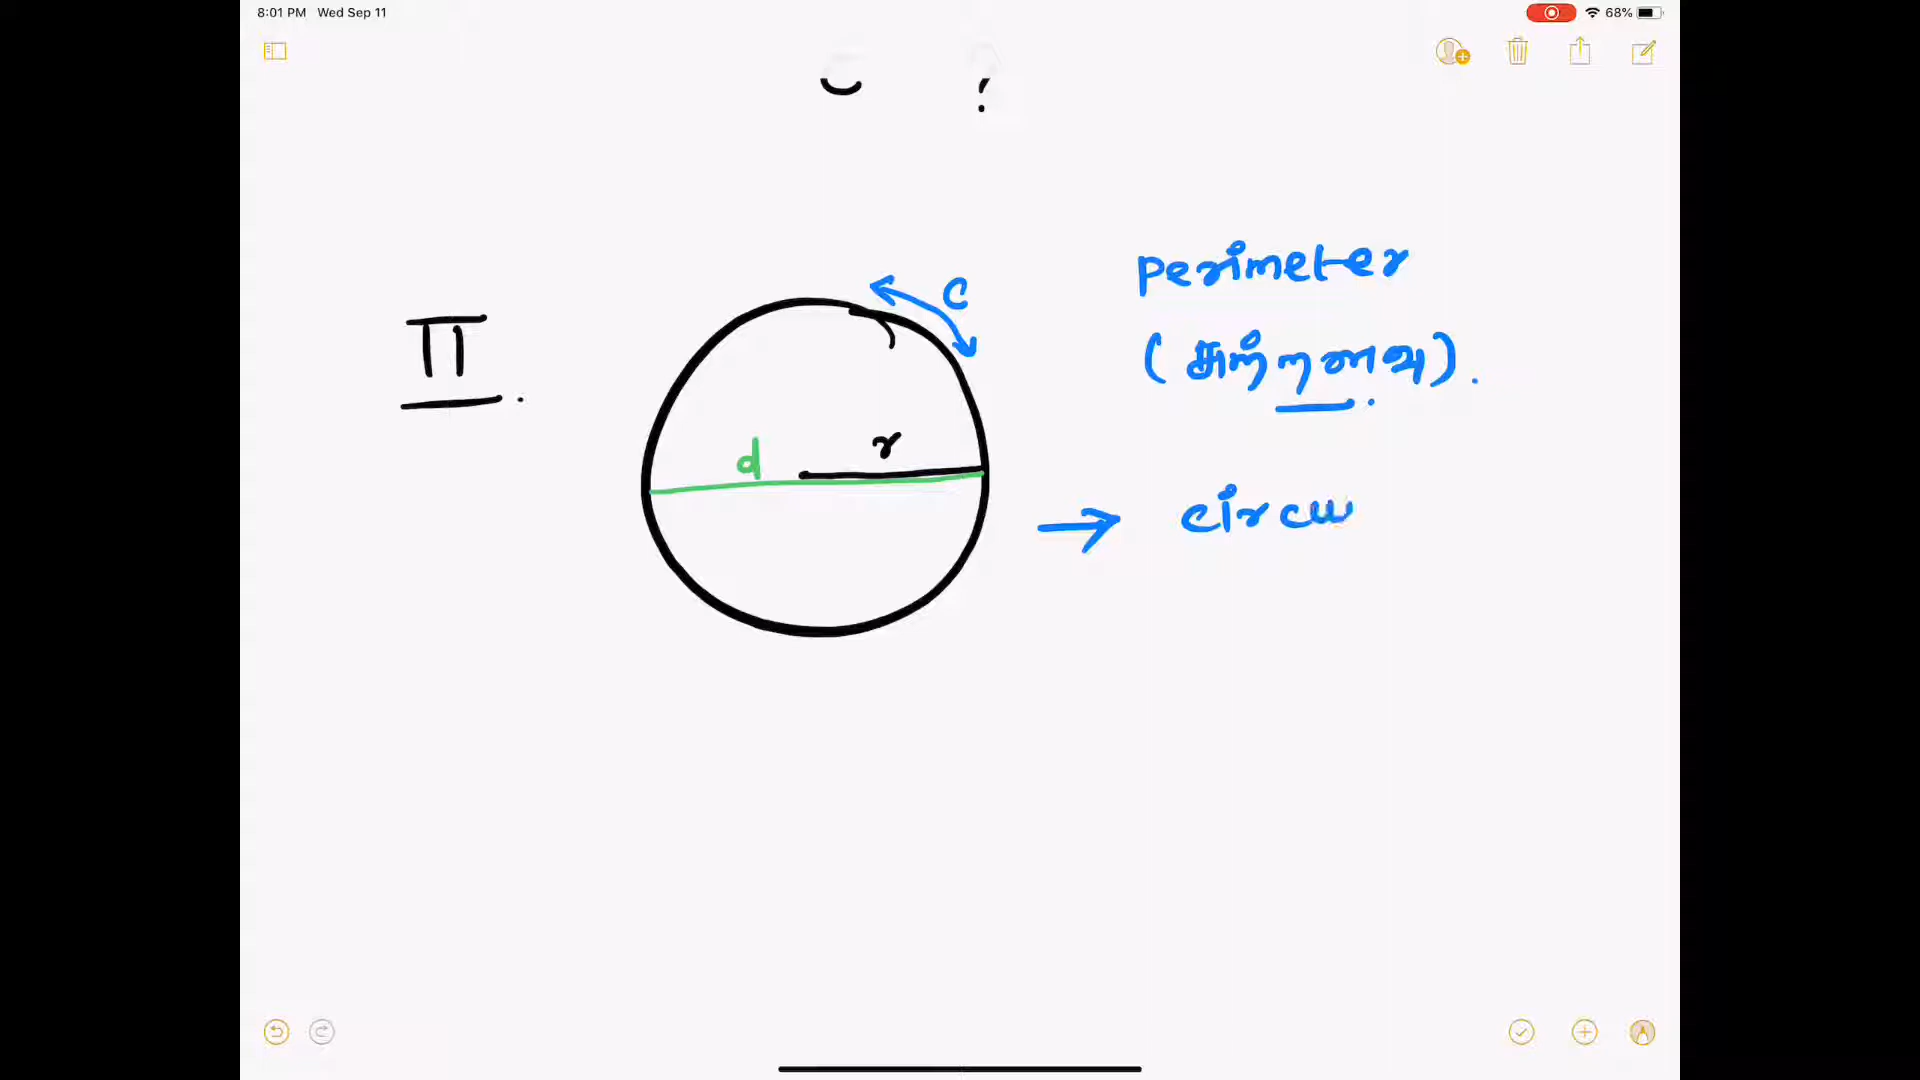 8:01 PM Wed Sep 11
68%
?
Π.
C
perimeter
(சுற்றளவு).
d
r
→ circu